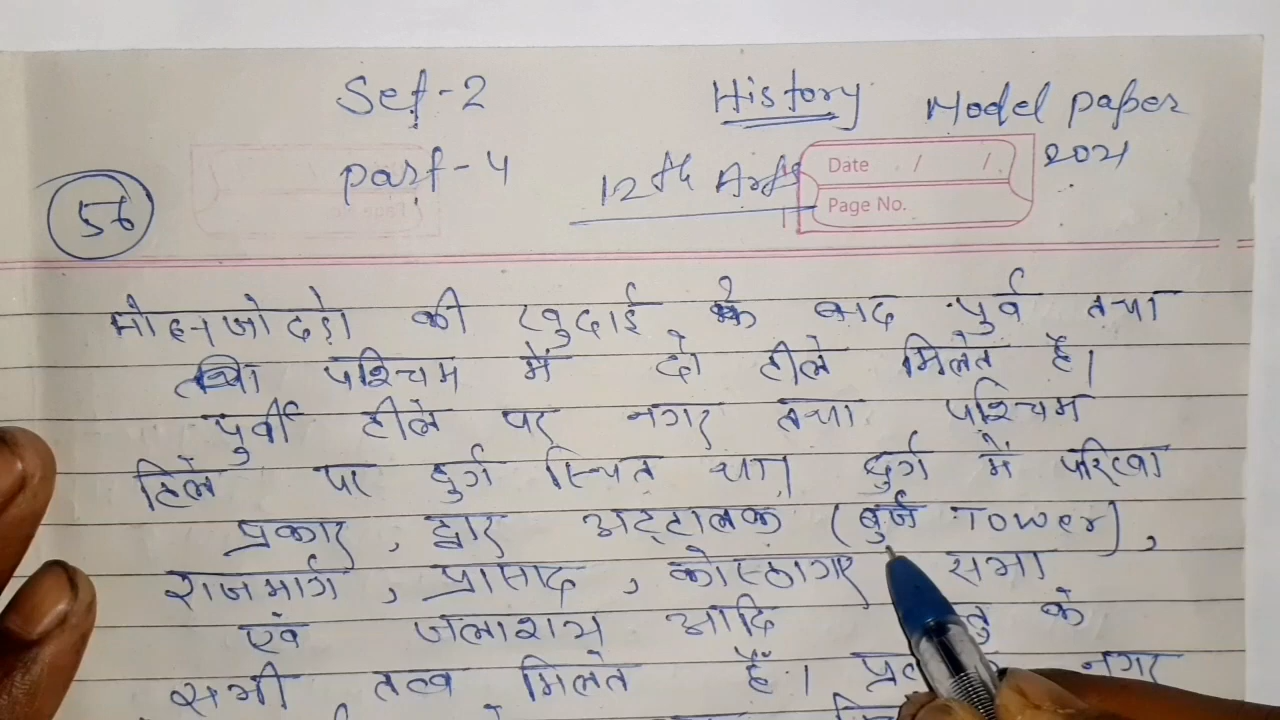 Set-2 History Model paper
part-4 12th Arts 2021
Date / /
Page No.
56
मोहनजोदड़ो की खुदाई के बाद पुर्व तथा
तथा पश्चिम में दो टीले मिलते है।
पुर्वी टीले पर नगर तथा पश्चिम
टिले पर दुर्ग स्थित था। दुर्ग में परिखा
प्रकार, द्वार अट्टालक (बुर्ज Tower),
राजमार्ग, प्रासाद, कोस्ठागार सभा
एवं जलाशय आदि के
सभी तत्व मिलते हैं। नगर